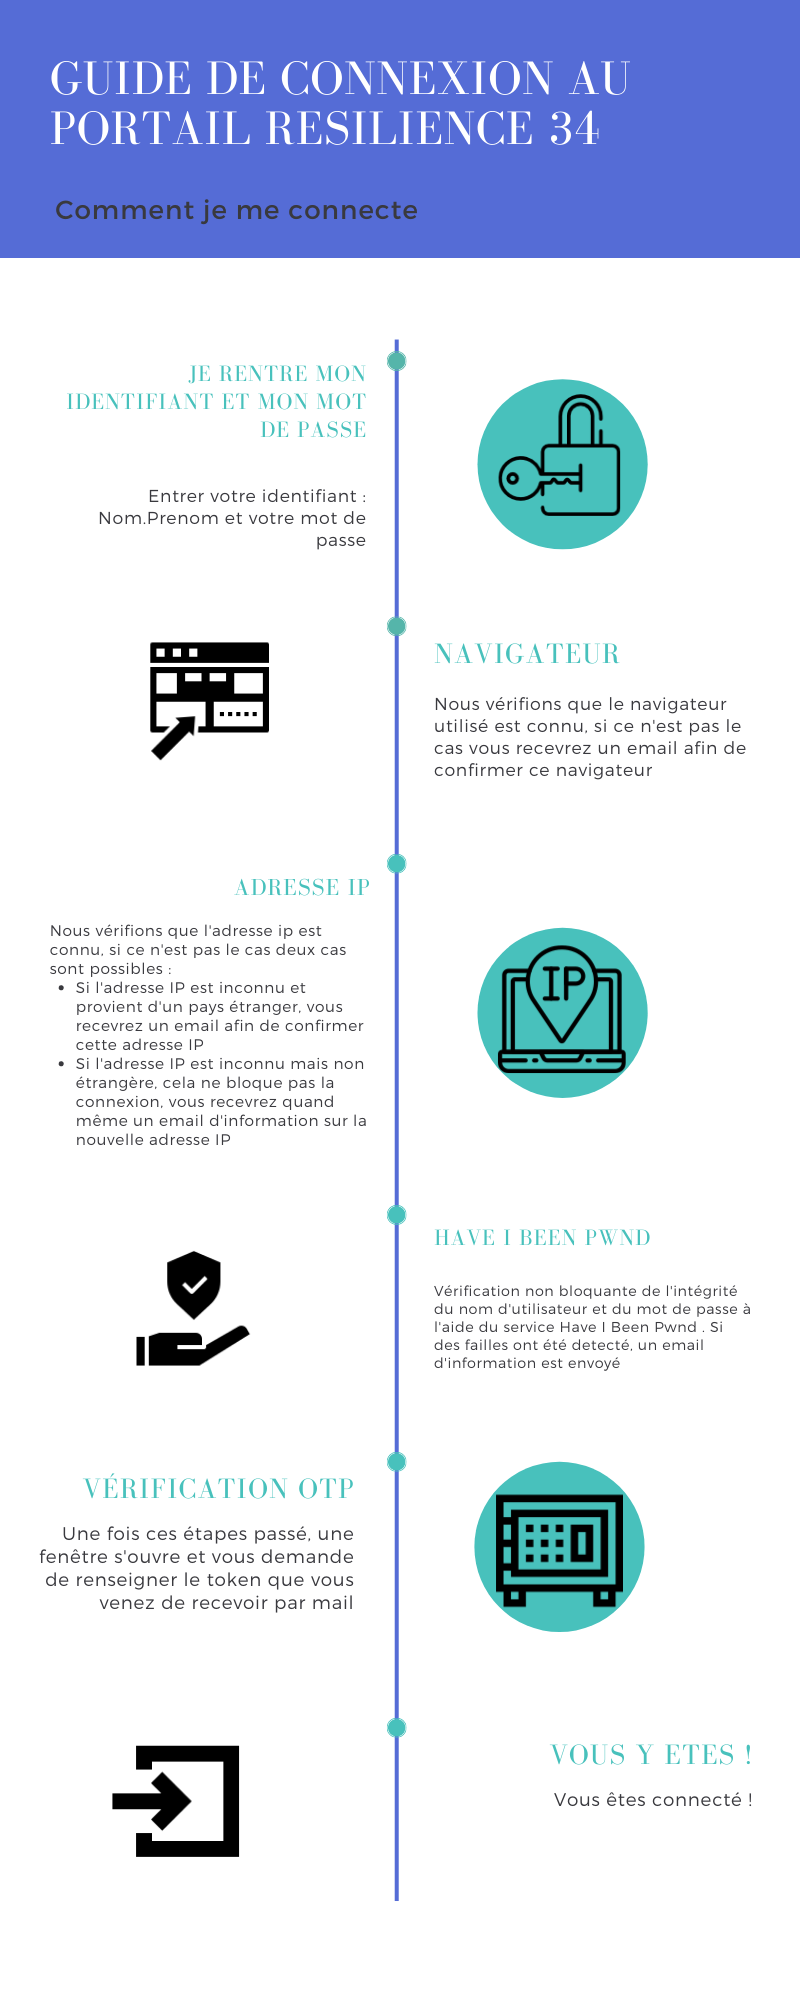 GUIDE DE CONNEXION AU
PORTAIL RESILIENCE 34
Comment je me connecte
JE RENTRE MON
IDENTIFIANT ET MON MOT
DE PASSE
Entrer votre identifiant :
Nom.Prenom et votre mot de
passe
NAVIGATEUR
Nous vérifions que le navigateur
utilisé est connu, si ce n'est pas le
cas vous recevrez un email afin de
confirmer ce navigateur
ADRESSE IP
Nous vérifions que l'adresse ip est
connu, si ce n'est pas le cas deux cas
sont possibles :
• Si l'adresse IP est inconnu et
provient d'un pays étranger, vous
recevrez un email afin de confirmer
cette adresse IP
• Si l'adresse IP est inconnu mais non
étrangère, cela ne bloque pas la
connexion, vous recevrez quand
même un email d'information sur la
nouvelle adresse IP
IP
HAVE I BEEN PWND
Vérification non bloquante de l'intégrité
du nom d'utilisateur et du mot de passe à
l'aide du service Have I Been Pwnd . Si
des failles ont été detecté, un email
d'information est envoyé
VÉRIFICATION OTP
Une fois ces étapes passé, une
fenêtre s'ouvre et vous demande
de renseigner le token que vous
venez de recevoir par mail
VOUS Y ETES !
Vous êtes connecté !